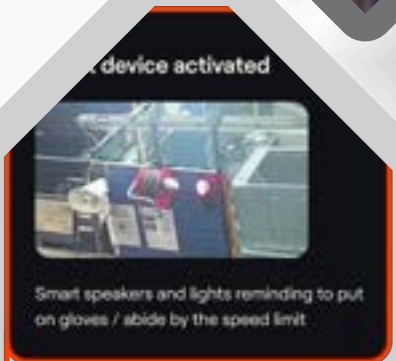 device activated
Smart speakers and lights reminding to put
on gloves / abide by the speed limit